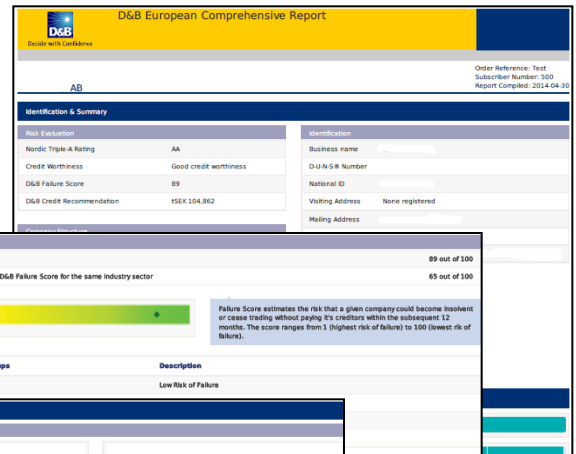 D&B European Comprehensive Report
D&B
Decide with Confidence
Order Reference: Test
Subscriber Number: 500
Report Compiled: 2014-04-30
AB
Identification & Summary
Risk Evaluation
Nordic Triple-A Rating AA
Credit Worthiness Good credit worthiness
D&B Failure Score 89
D&B Credit Recommendation tSEK 104,862
Identification
Business name
D-U-N-S® Number
National ID
Visiting Address None registered
Mailing Address
89 out of 100
D&B Failure Score for the same industry sector 65 out of 100
Failure Score estimates the risk that a given company could become insolvent
or cease trading without paying it's creditors within the subsequent 12
months. The score ranges from 1 (highest risk of failure) to 100 (lowest rik of
failure).
Description
Low Risk of Failure